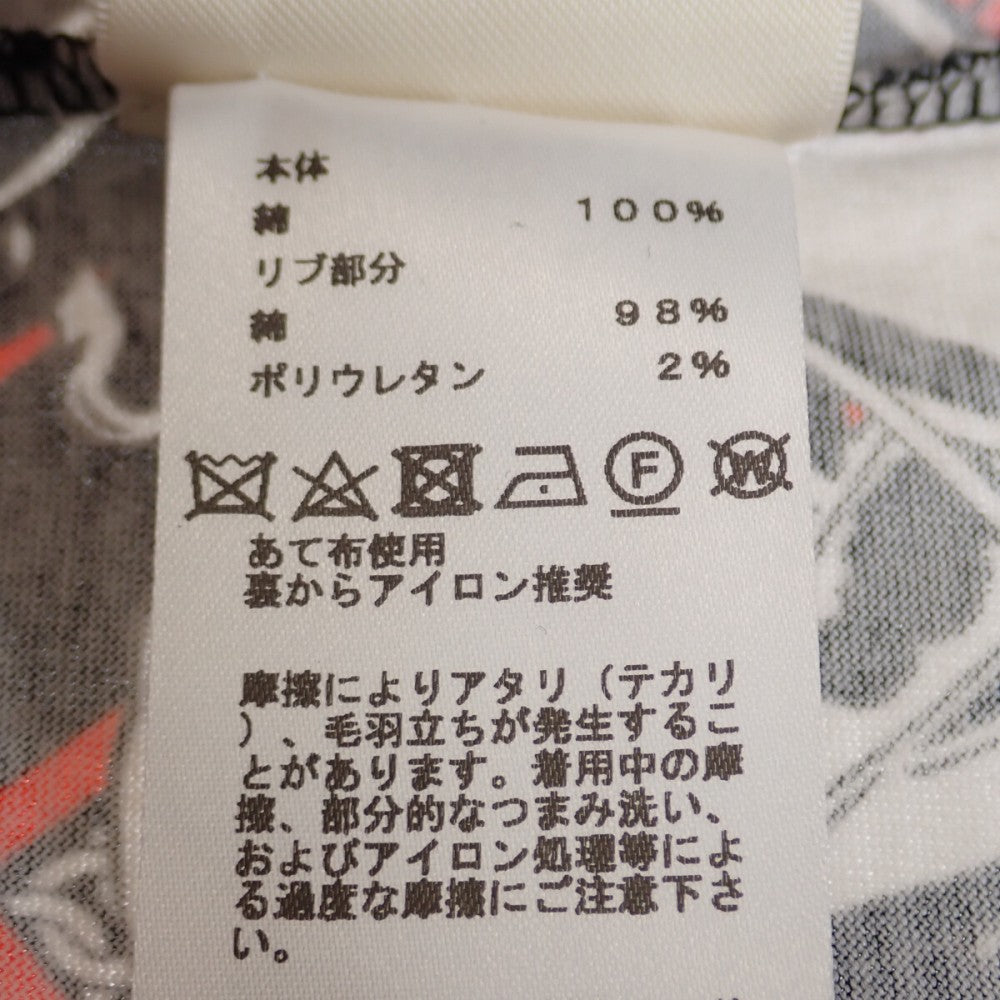 本体
綿 100%
リブ部分
綿 98%
ポリウレタン 2%
F W
あて布使用
裏からアイロン推奨
摩擦によりアタリ（テカリ
）、毛羽立ちが発生するこ
とがあります。着用中の摩
擦、部分的なつまみ洗い、
およびアイロン処理等によ
る過度な摩擦にご注意下さ
い。